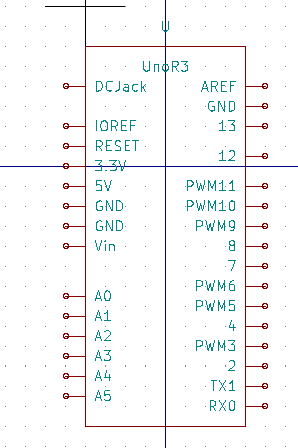 U
UnoR3
DCJack
IOREF
RESET
3.3V
5V
GND
GND
Vin
A0
A1
A2
A3
A4
A5
AREF
GND
13
12
PWM11
PWM10
PWM9
8
7
PWM6
PWM5
4
PWM3
2
TX1
RX0